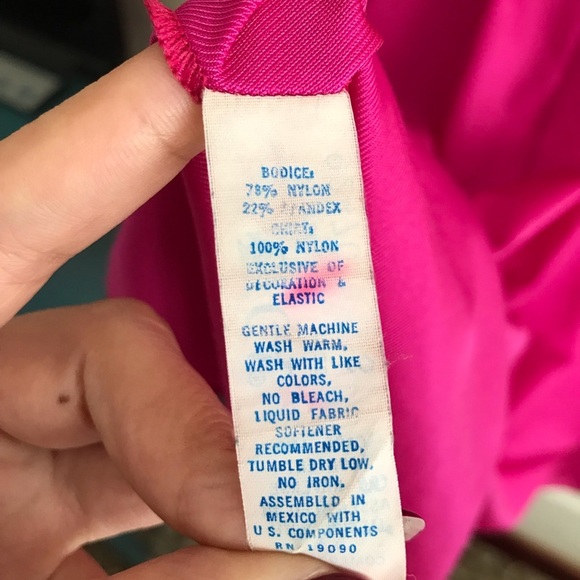 BODICE:
78% NYLON
22% SPANDEX
SKIRT:
100% NYLON
EXCLUSIVE OF
DECORATION &
ELASTIC
GENTLE MACHINE
WASH WARM,
WASH WITH LIKE
COLORS,
NO BLEACH,
LIQUID FABRIC
SOFTENER
RECOMMENDED,
TUMBLE DRY LOW,
NO IRON,
ASSEMBLED IN
MEXICO WITH
U.S. COMPONENTS
RN 19090